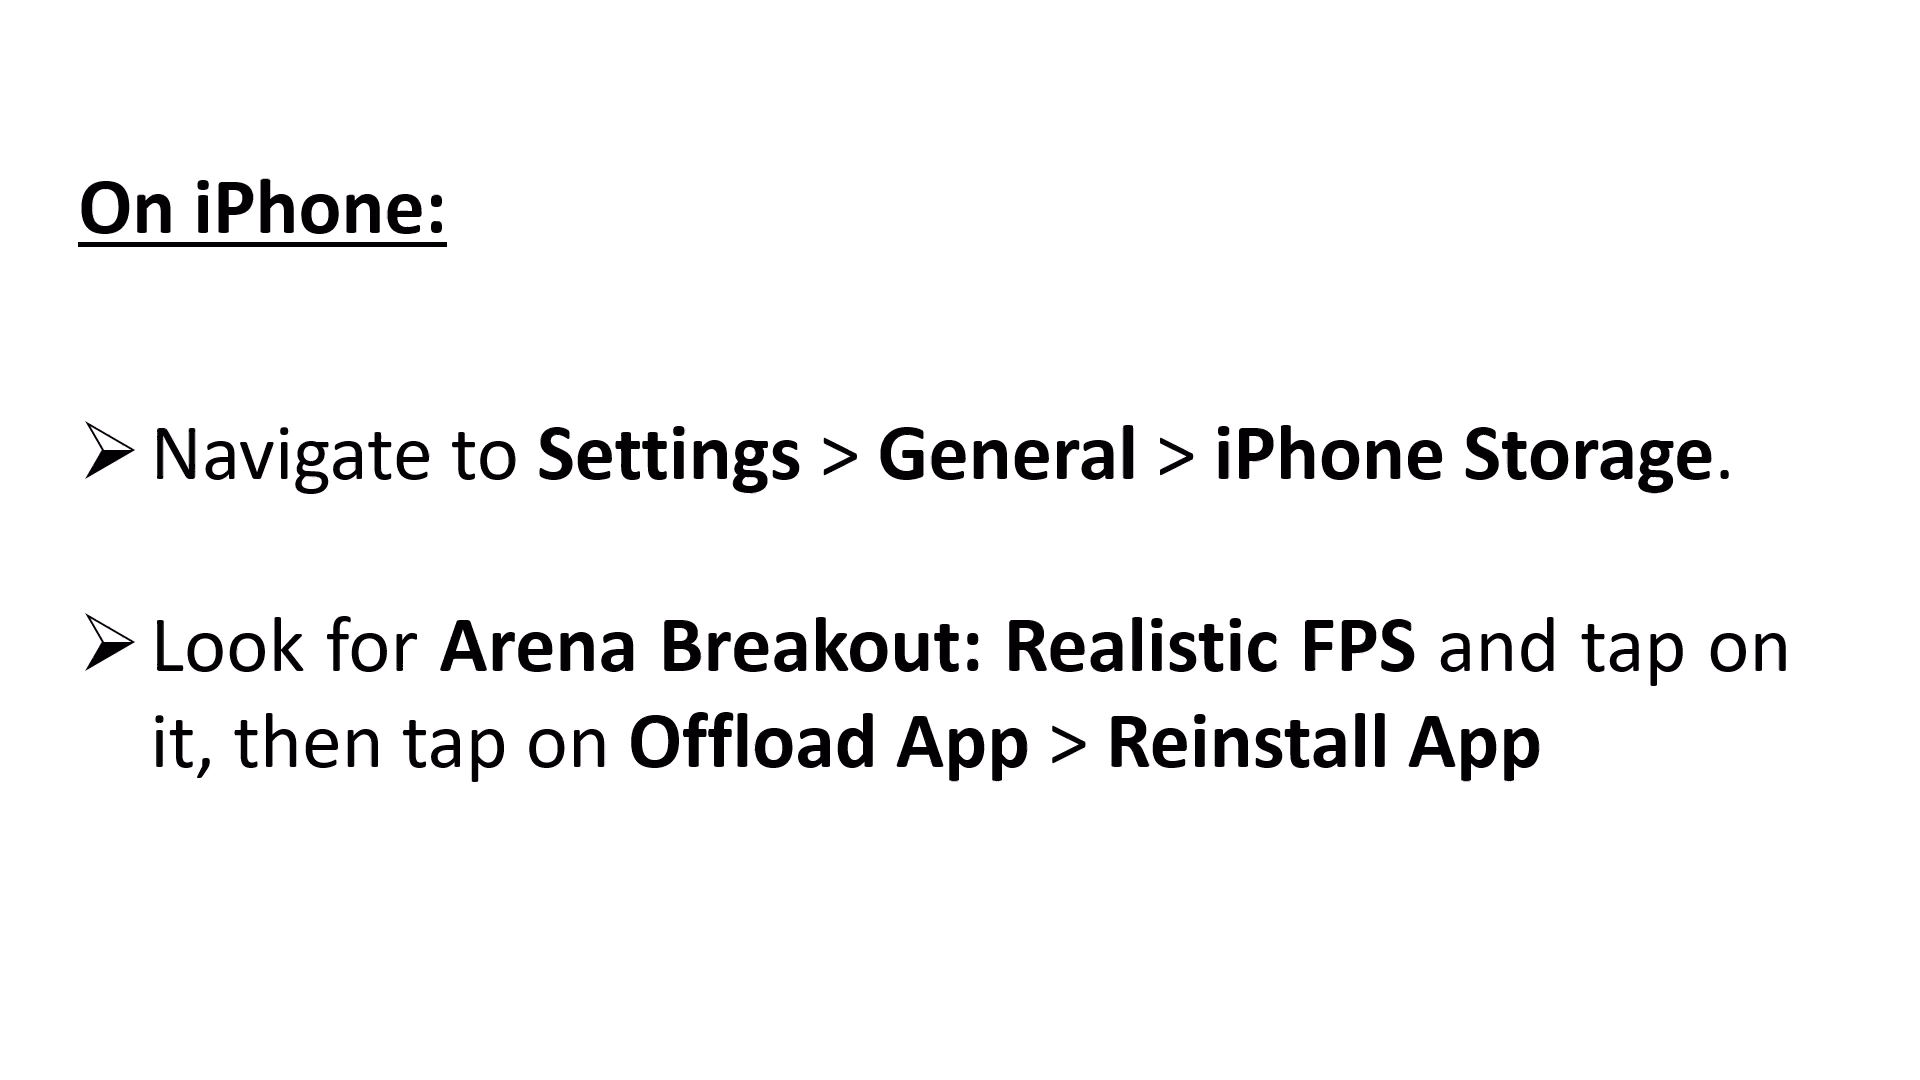 On iPhone:
Navigate to Settings > General > iPhone Storage.
Look for Arena Breakout: Realistic FPS and tap on
it, then tap on Offload App > Reinstall App